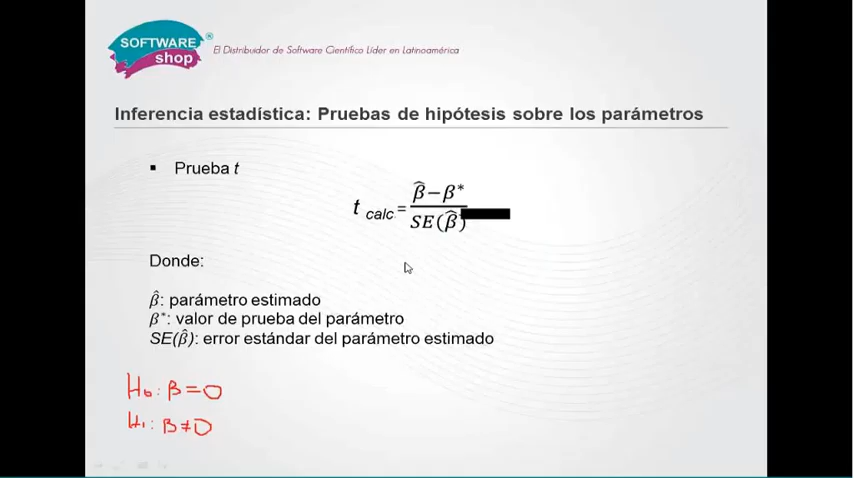 SOFTWARE
shop ®
El Distribuidor de Software Científico Líder en Latinoamérica
Inferencia estadística: Pruebas de hipótesis sobre los parámetros
▪ Prueba t
t calc = (β̂ − β*) / SE(β̂)
Donde:
β̂: parámetro estimado
β*: valor de prueba del parámetro
SE(β̂): error estándar del parámetro estimado
H₀: β = 0
H₁: β ≠ 0